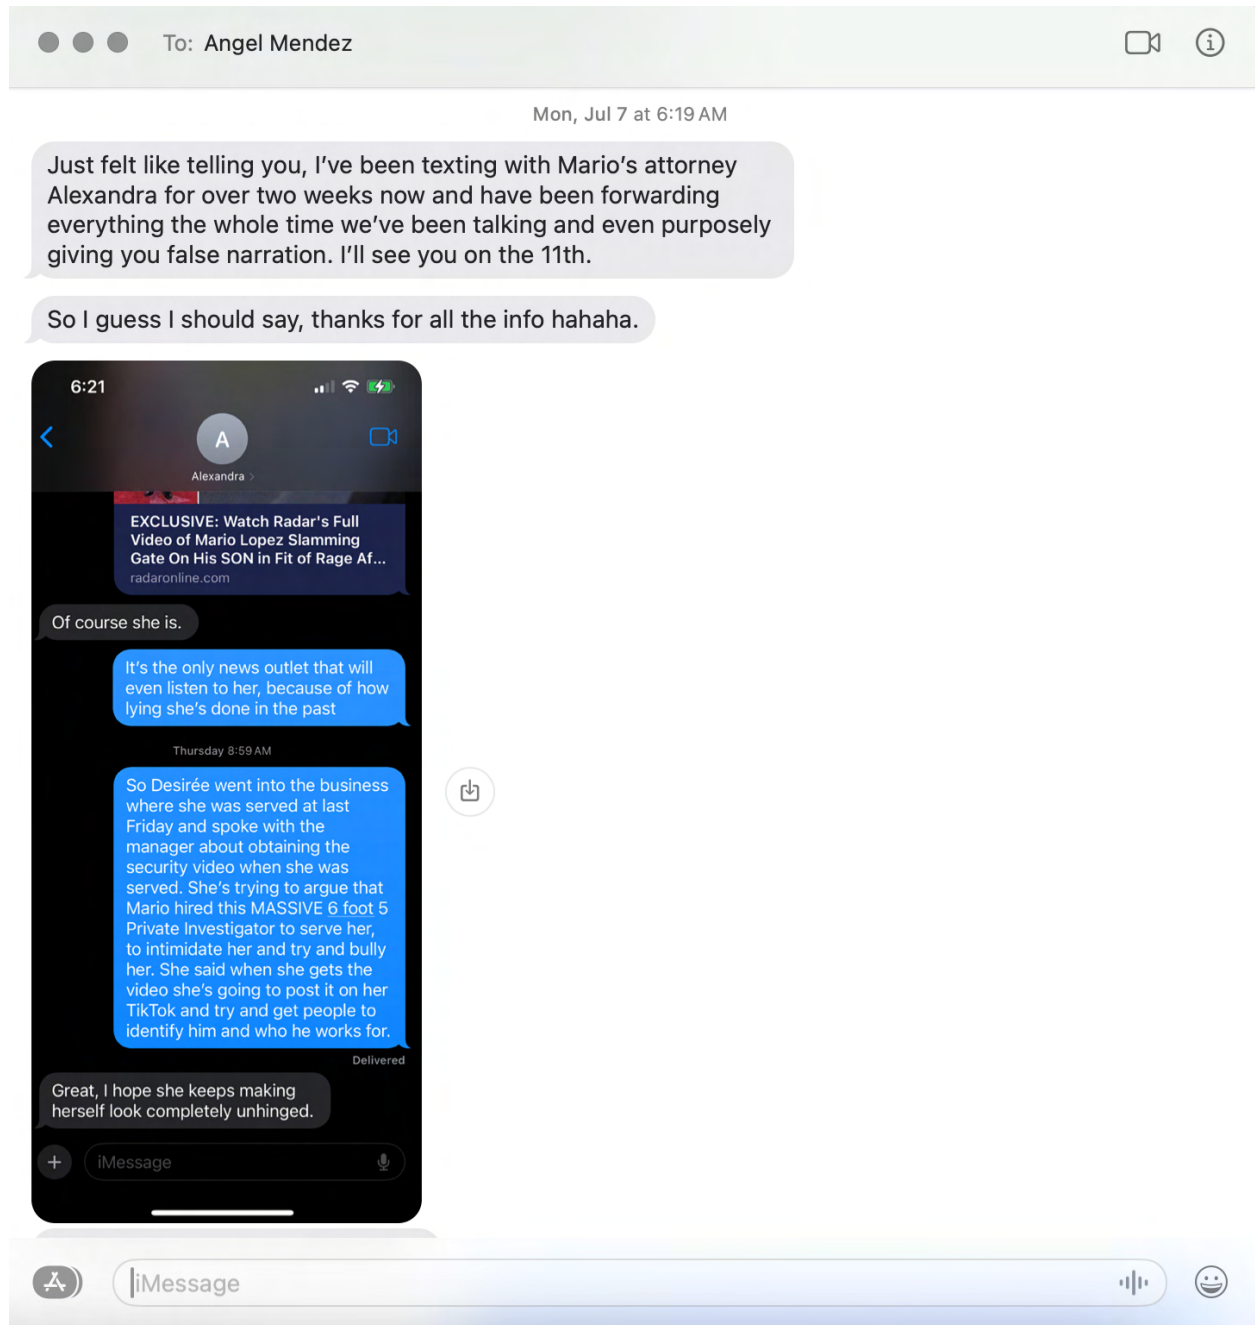 To: Angel Mendez
Mon, Jul 7 at 6:19 AM
Just felt like telling you, I've been texting with Mario's attorney
Alexandra for over two weeks now and have been forwarding
everything the whole time we've been talking and even purposely
giving you false narration. I'll see you on the 11th.
So I guess I should say, thanks for all the info hahaha.
6:21
A
Alexandra
EXCLUSIVE: Watch Radar's Full
Video of Mario Lopez Slamming
Gate On His SON in Fit of Rage Af...
radaronline.com
Of course she is.
It's the only news outlet that will
even listen to her, because of how
lying she's done in the past
Thursday 8:59 AM
So Desirée went into the business
where she was served at last
Friday and spoke with the
manager about obtaining the
security video when she was
served. She's trying to argue that
Mario hired this MASSIVE 6 foot 5
Private Investigator to serve her,
to intimidate her and try and bully
her. She said when she gets the
video she's going to post it on her
TikTok and try and get people to
identify him and who he works for.
Delivered
Great, I hope she keeps making
herself look completely unhinged.
iMessage
iMessage